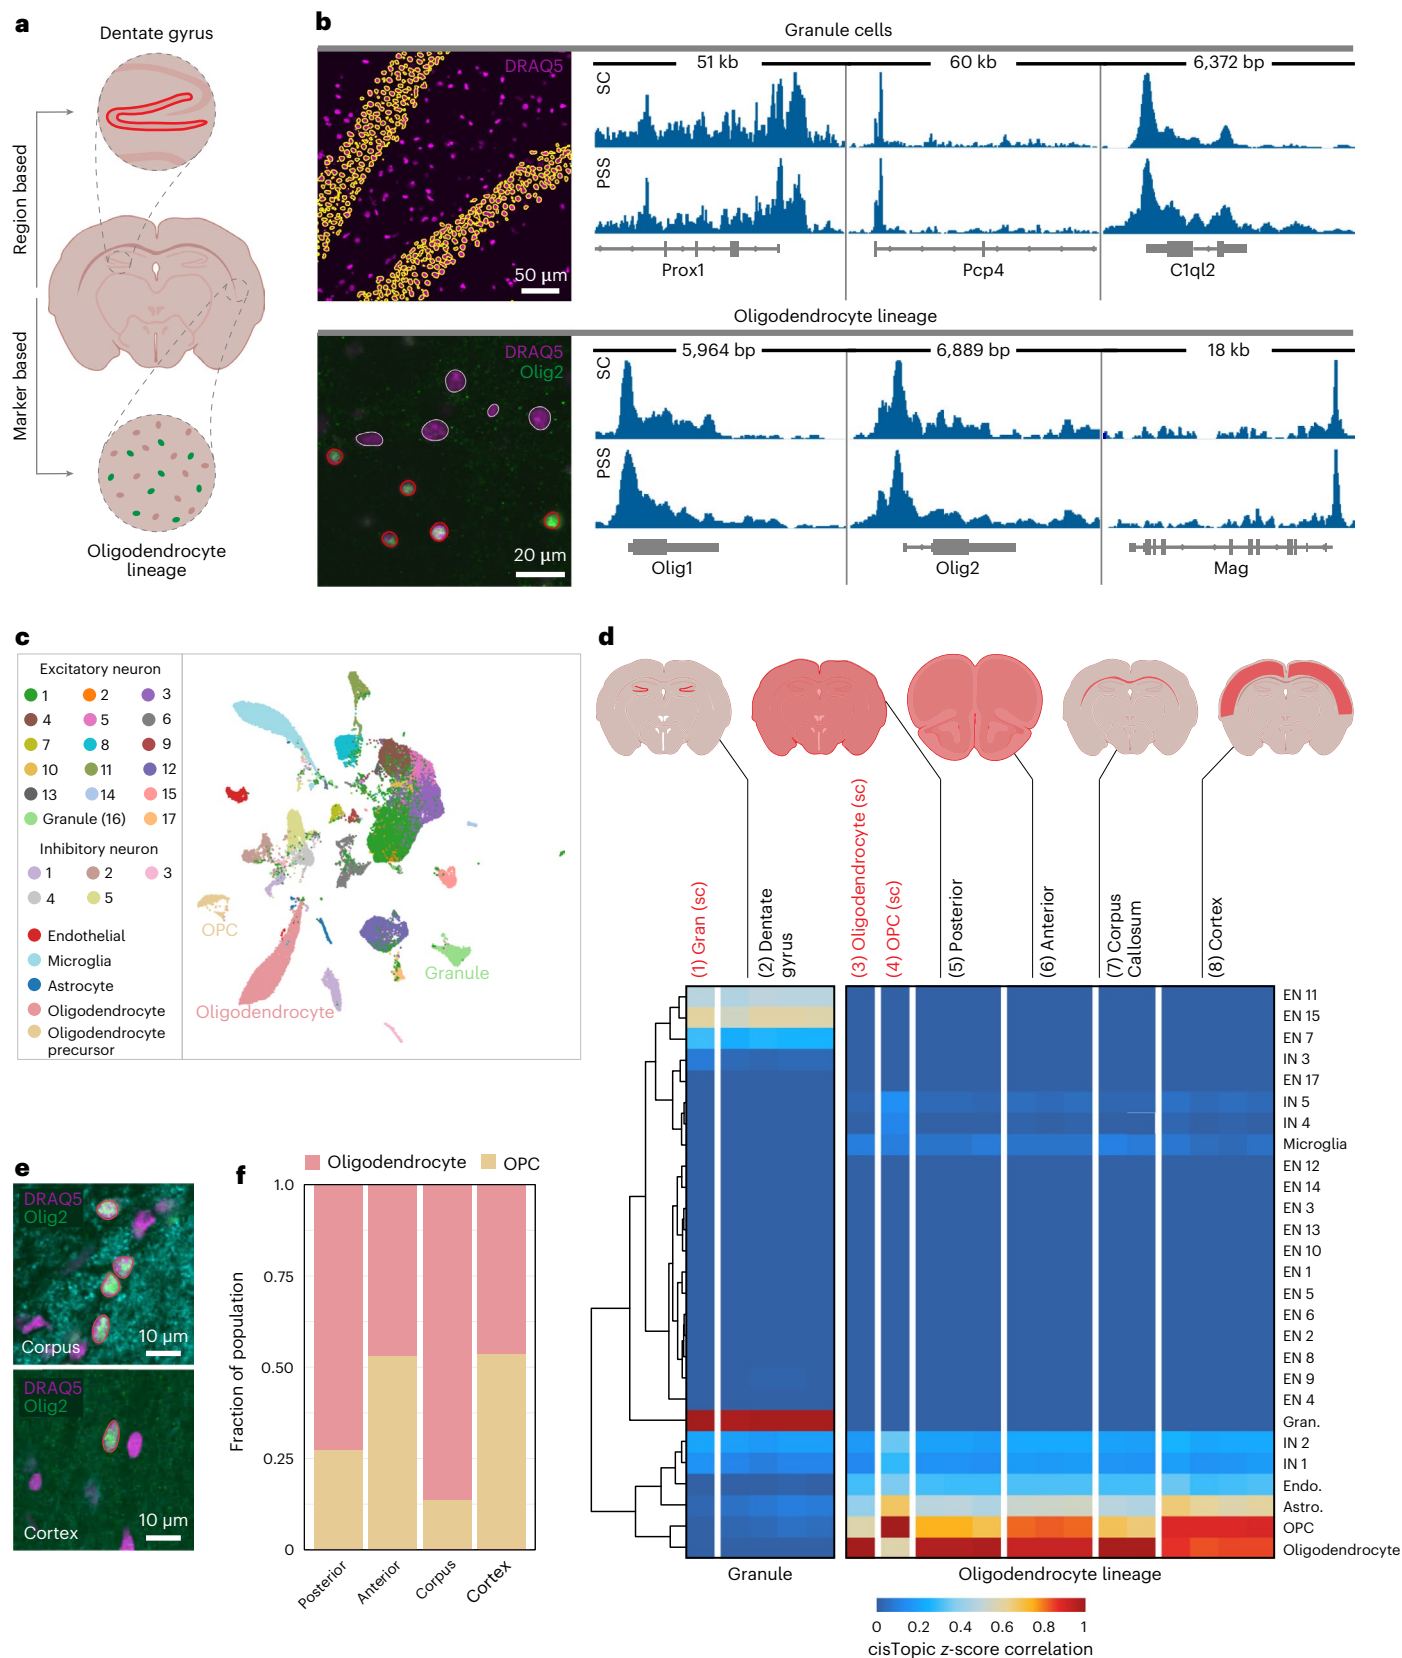 a
Dentate gyrus
Region based
Marker based
Oligodendrocyte
lineage
b
Granule cells
DRAQ5
50 µm
51 kb
60 kb
6,372 bp
SC
PSS
Prox1
Pcp4
C1ql2
Oligodendrocyte lineage
DRAQ5
Olig2
20 µm
5,964 bp
6,889 bp
18 kb
SC
PSS
Olig1
Olig2
Mag
c
Excitatory neuron
1 2 3
4 5 6
7 8 9
10 11 12
13 14 15
Granule (16) 17
Inhibitory neuron
1 2 3
4 5
Endothelial
Microglia
Astrocyte
Oligodendrocyte
Oligodendrocyte
precursor
OPC
Granule
Oligodendrocyte
d
(1) Gran (sc)
(2) Dentate
gyrus
(3) Oligodendrocyte (sc)
(4) OPC (sc)
(5) Posterior
(6) Anterior
(7) Corpus
Callosum
(8) Cortex
EN 11
EN 15
EN 7
IN 3
EN 17
IN 5
IN 4
Microglia
EN 12
EN 14
EN 3
EN 13
EN 10
EN 1
EN 5
EN 6
EN 2
EN 8
EN 9
EN 4
Gran.
IN 2
IN 1
Endo.
Astro.
OPC
Oligodendrocyte
Granule
Oligodendrocyte lineage
0 0.2 0.4 0.6 0.8 1
cisTopic z-score correlation
e
DRAQ5
Olig2
10 µm
Corpus
DRAQ5
Olig2
10 µm
Cortex
f
Oligodendrocyte OPC
Fraction of population
1.0
0.75
0.50
0.25
0
Posterior
Anterior
Corpus
Cortex